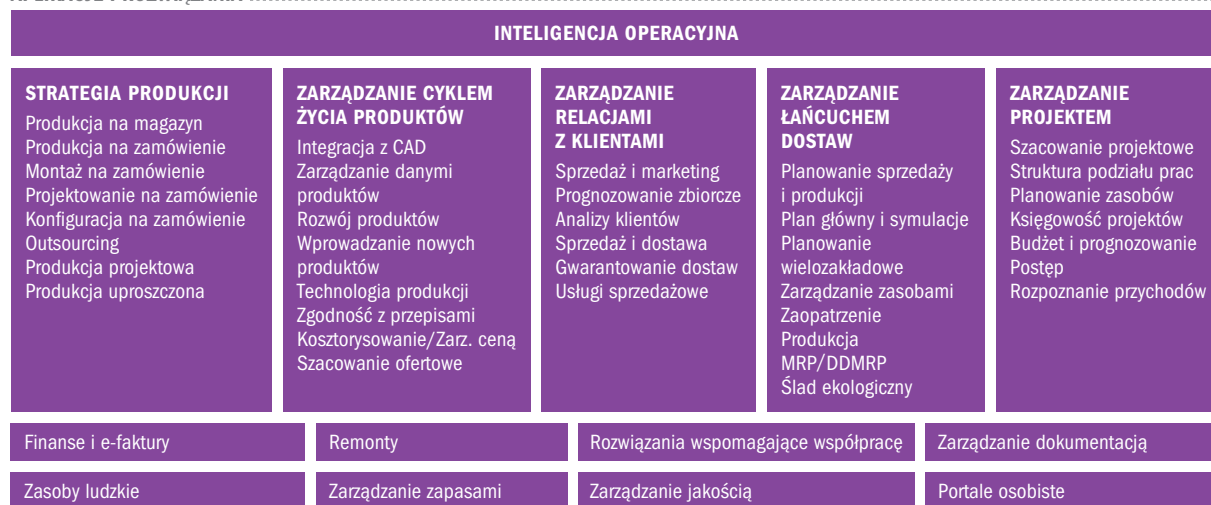 INTELIGENCJA OPERACYJNA
STRATEGIA PRODUKCJI
Produkcja na magazyn
Produkcja na zamówienie
Montaż na zamówienie
Projektowanie na zamówienie
Konfiguracja na zamówienie
Outsourcing
Produkcja projektowa
Produkcja uproszczona
ZARZĄDZANIE CYKLEM
ŻYCIA PRODUKTÓW
Integracja z CAD
Zarządzanie danymi
produktów
Rozwój produktów
Wprowadzanie nowych
produktów
Technologia produkcji
Zgodność z przepisami
Kosztorysowanie/Zarz. ceną
Szacowanie ofertowe
ZARZĄDZANIE
RELACJAMI
Z KLIENTAMI
Sprzedaż i marketing
Prognozowanie zbiorcze
Analizy klientów
Sprzedaż i dostawa
Gwarantowanie dostaw
Usługi sprzedażowe
ZARZĄDZANIE
ŁAŃCUCHEM
DOSTAW
Planowanie sprzedaży
i produkcji
Plan główny i symulacje
Planowanie
wielozakładowe
Zarządzanie zasobami
Zaopatrzenie
Produkcja
MRP/DDMRP
Ślad ekologiczny
ZARZĄDZANIE
PROJEKTEM
Szacowanie projektowe
Struktura podziału prac
Planowanie zasobów
Księgowość projektów
Budżet i prognozowanie
Postęp
Rozpoznanie przychodów
Finanse i e-faktury
Remonty
Rozwiązania wspomagające współpracę
Zarządzanie dokumentacją
Zasoby ludzkie
Zarządzanie zapasami
Zarządzanie jakością
Portale osobiste